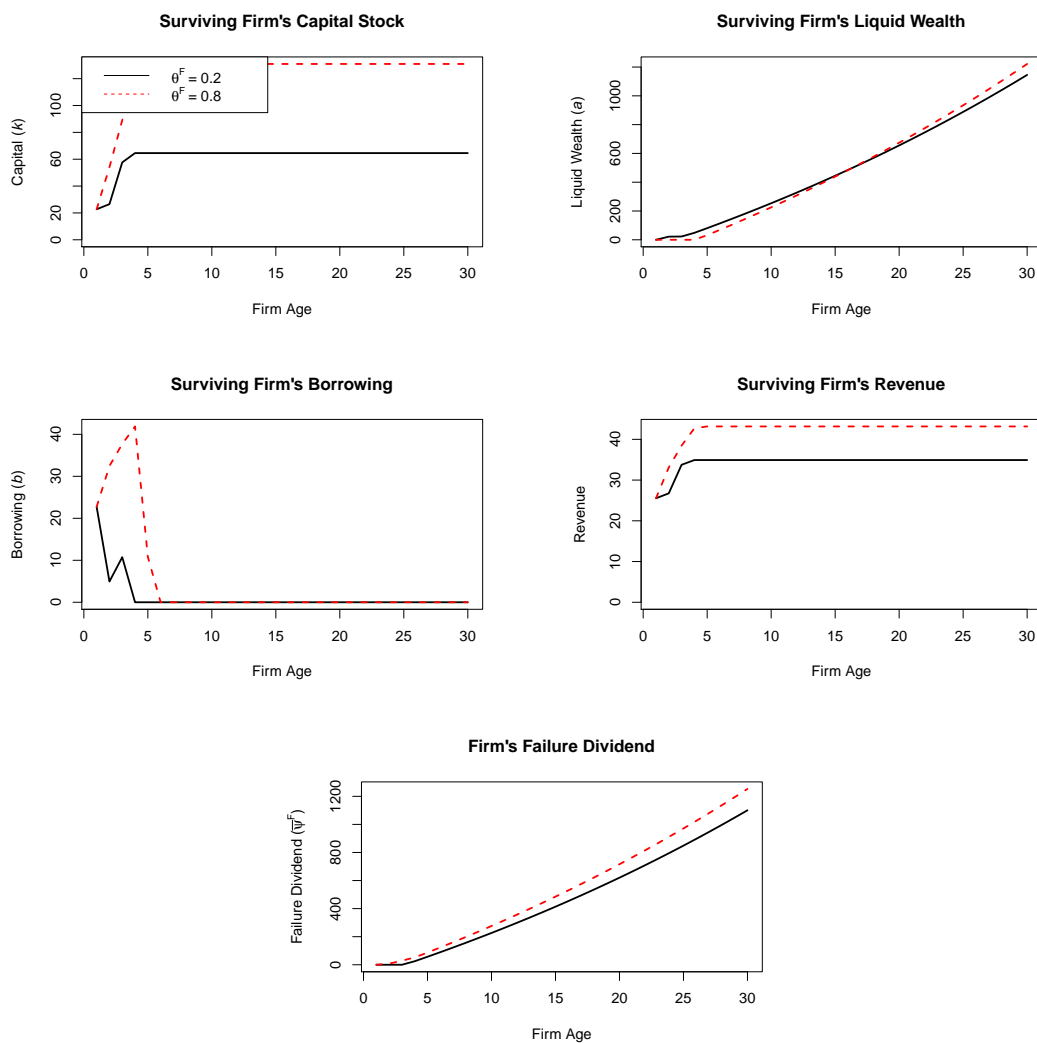 Surviving Firm's Capital Stock
θ^F = 0.2
θ^F = 0.8
Capital (k)
0 20 60 100
0 5 10 15 20 25 30
Firm Age
Surviving Firm's Liquid Wealth
Liquid Wealth (a)
0 200 600 1000
0 5 10 15 20 25 30
Firm Age
Surviving Firm's Borrowing
Borrowing (b)
0 10 20 30 40
0 5 10 15 20 25 30
Firm Age
Surviving Firm's Revenue
Revenue
0 10 20 30 40
0 5 10 15 20 25 30
Firm Age
Firm's Failure Dividend
Failure Dividend (ψ̅^F)
0 400 800 1200
0 5 10 15 20 25 30
Firm Age